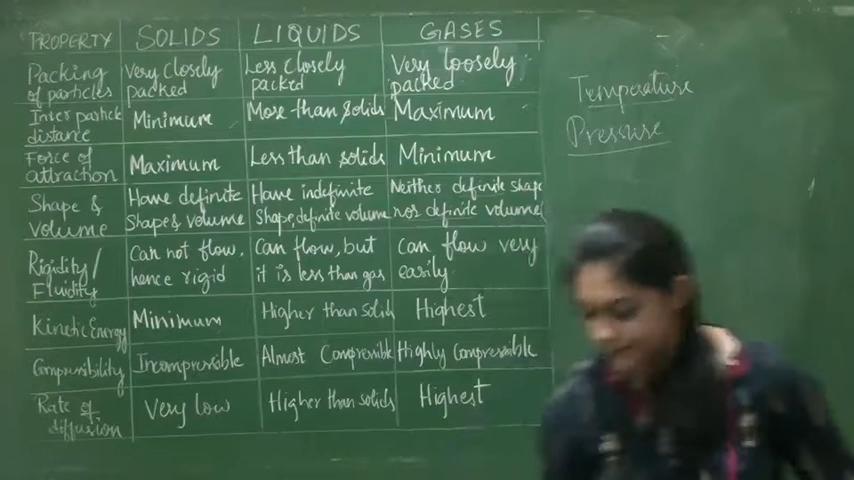 PROPERTY SOLIDS LIQUIDS GASES
Packing of particles Very closely packed Less closely packed Very loosely packed
Inter particle distance Minimum More than solids Maximum
Force of attraction Maximum Less than solids Minimum
Shape & volume Have definite shape & volume Have indefinite shape, definite volume Neither definite shape nor definite volume
Rigidity/ Fluidity Can not flow, hence rigid Can flow, but it is less than gas Can flow very easily
Kinetic Energy Minimum Higher than solids Highest
Compressibility Incompressible Almost Compressible Highly Compressible
Rate of diffusion Very low Higher than solids Highest
Temperature
Pressure